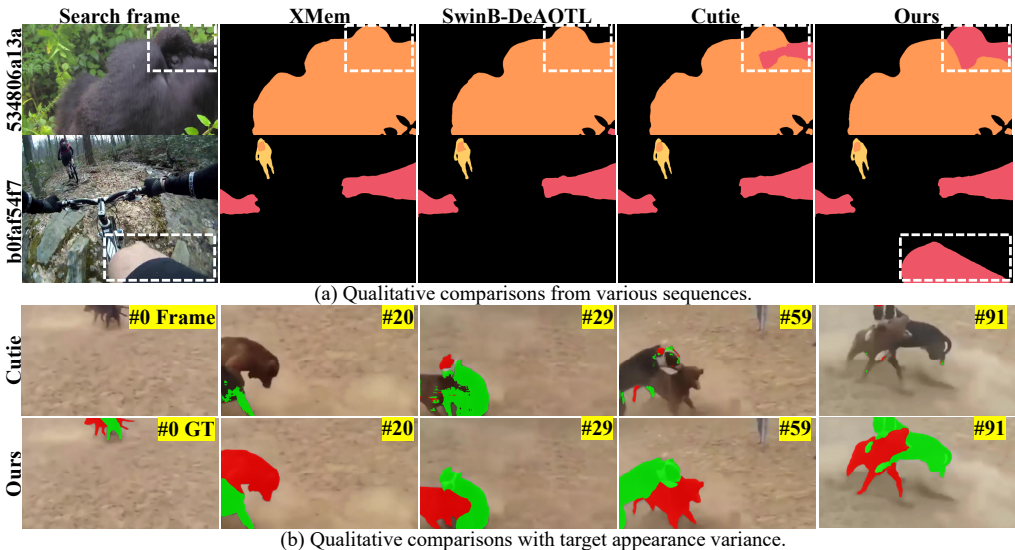 Search frame XMem SwinB-DeAOTL Cutie Ours
534806a13a
b0faf54f7
(a) Qualitative comparisons from various sequences.
Cutie #0 Frame #20 #29 #59 #91
Ours #0 GT #20 #29 #59 #91
(b) Qualitative comparisons with target appearance variance.